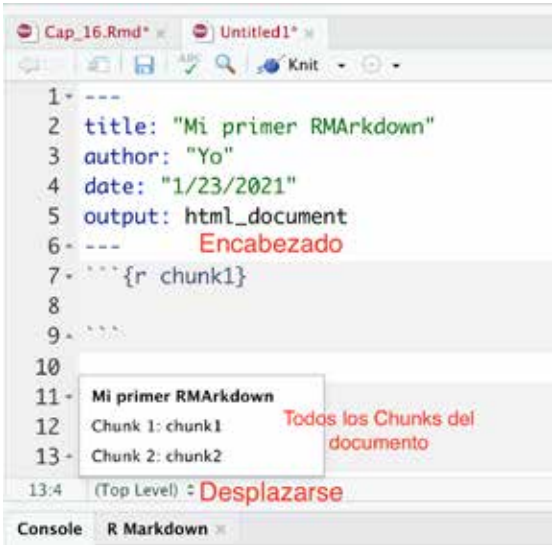 Cap_16.Rmd* Untitled1*
Knit
1 ---
2 title: "Mi primer RMArkdown"
3 author: "Yo"
4 date: "1/23/2021"
5 output: html_document
6 --- Encabezado
7 ```{r chunk1}
8
9 ```
10
11 Mi primer RMArkdown
12 Chunk 1: chunk1 Todos los Chunks del
documento
13 Chunk 2: chunk2
13:4 (Top Level) Desplazarse
Console R Markdown